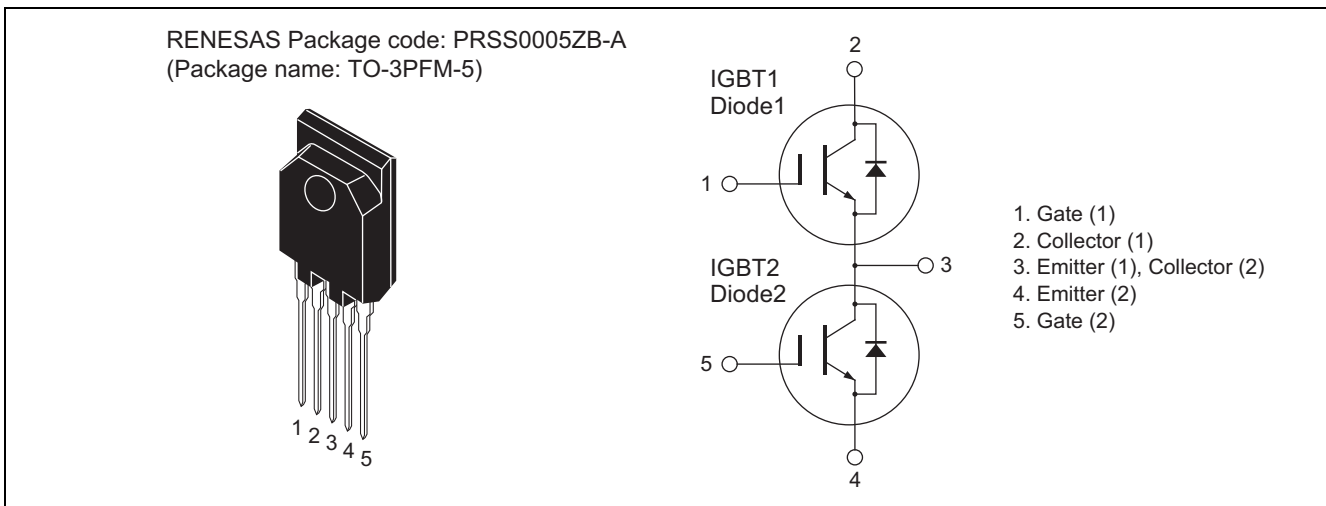 RENESAS Package code: PRSS0005ZB-A
(Package name: TO-3PFM-5)
1
2
3
4
5
2
IGBT1
Diode1
1
3
IGBT2
Diode2
5
4
1. Gate (1)
2. Collector (1)
3. Emitter (1), Collector (2)
4. Emitter (2)
5. Gate (2)